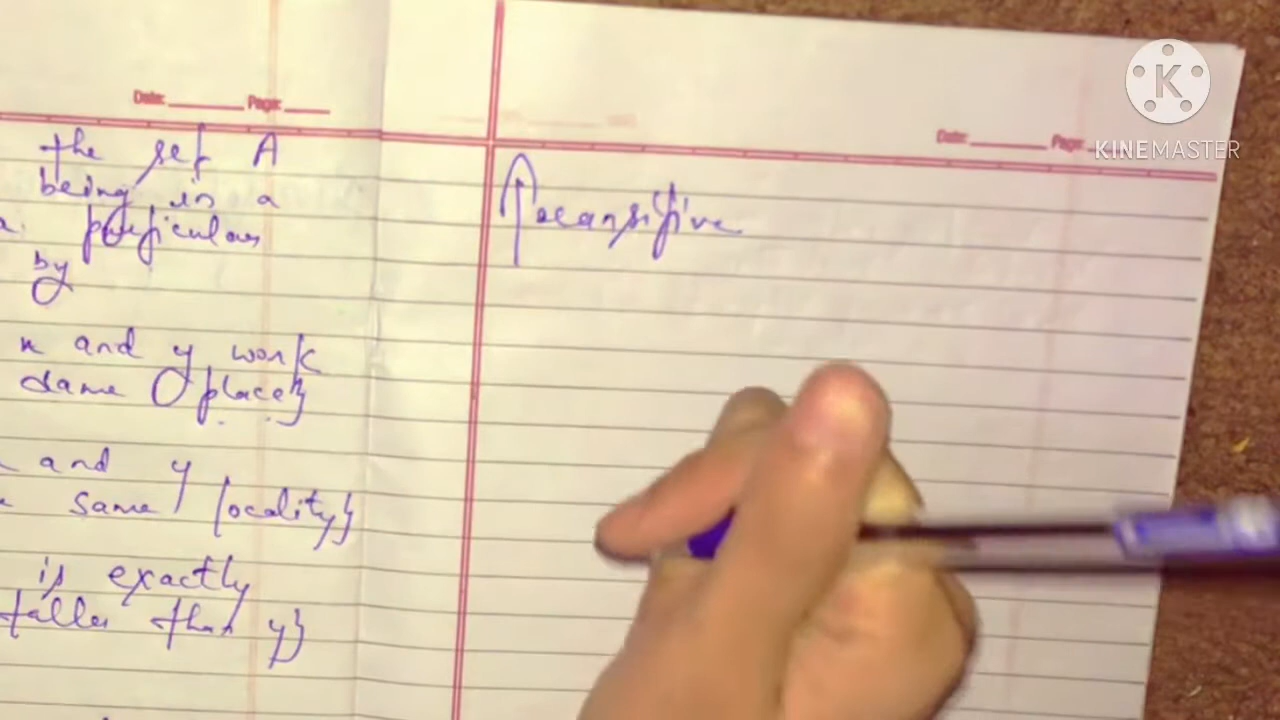 Date: Page:
the set A
being in a
by
x and y work
same place}
and y
same locality}
is exactly
taller than y}
Date: Page:
Transitive
KINEMASTER